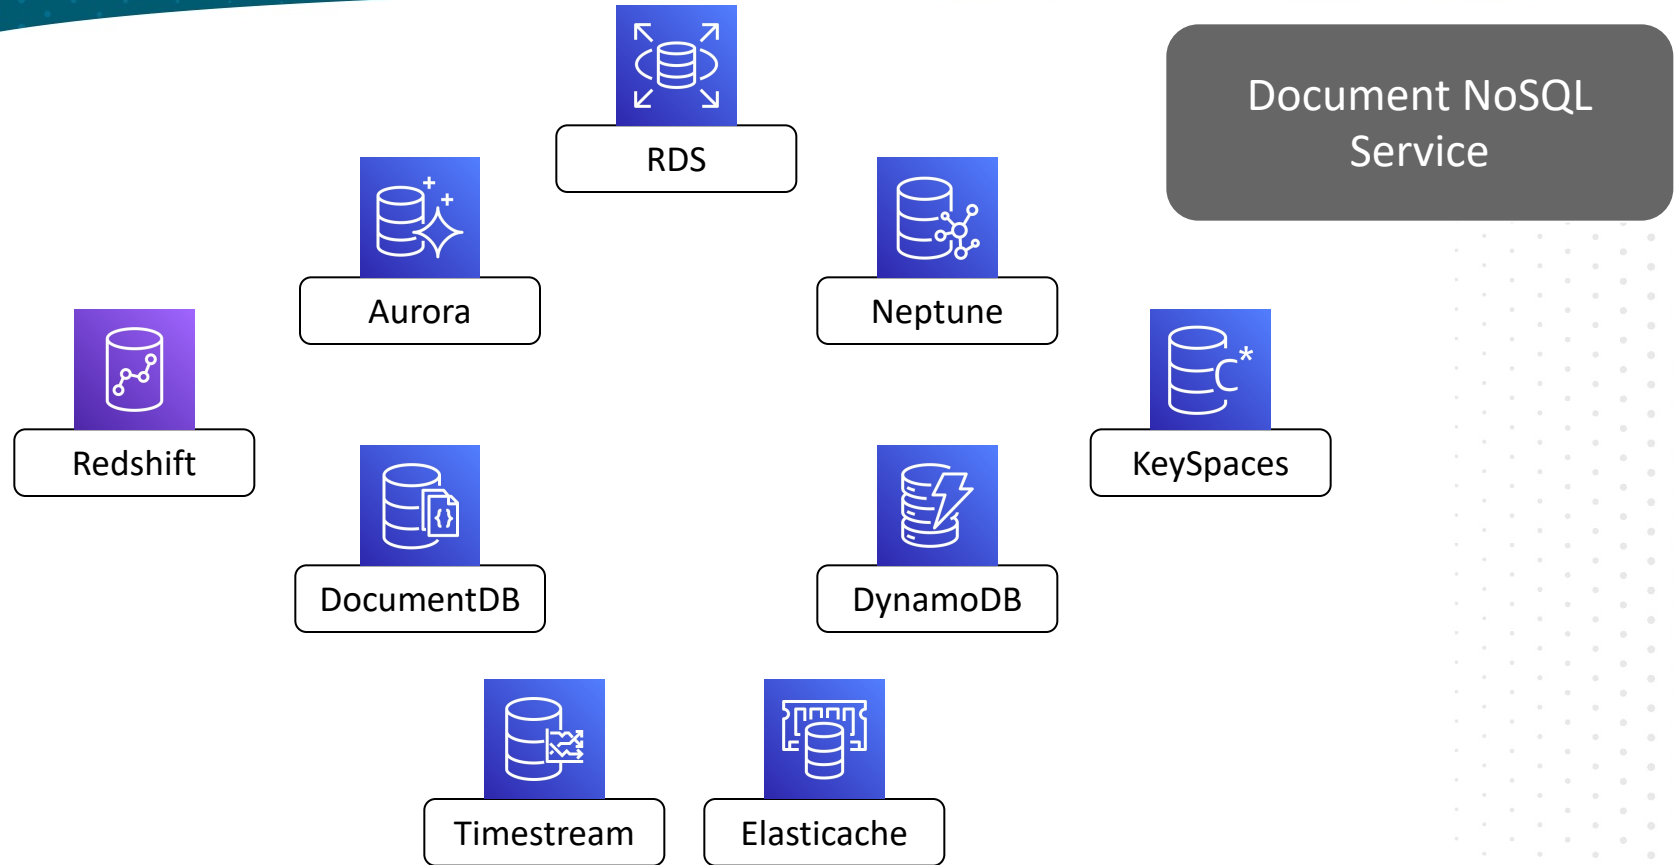 RDS
Document NoSQL
Service
Aurora
Neptune
Redshift
C*
KeySpaces
{}
DocumentDB
DynamoDB
Timestream
Elasticache